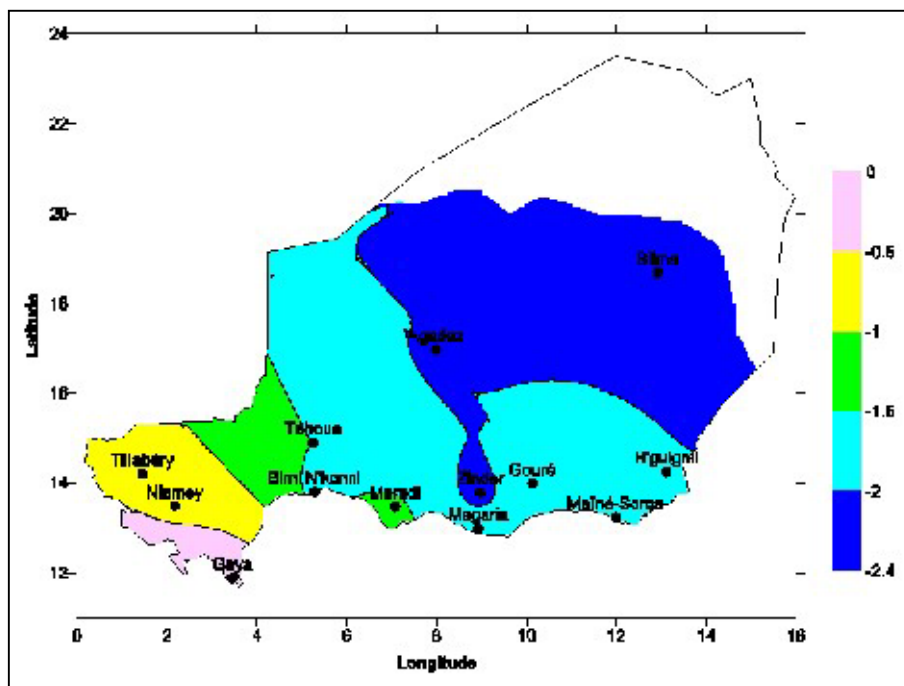 24
22
20
18
16
14
12
Latitude
0 2 4 6 8 10 12 14 16
Longitude
Bilma
Agadez
Tahoua
Tillabéry
Niamey
Birni N'konni
Maradi
Zinder
Gouré
N'guigmi
Magaria
Maïné-Soroa
Gaya
0
-0.5
-1
-1.5
-2
-2.4